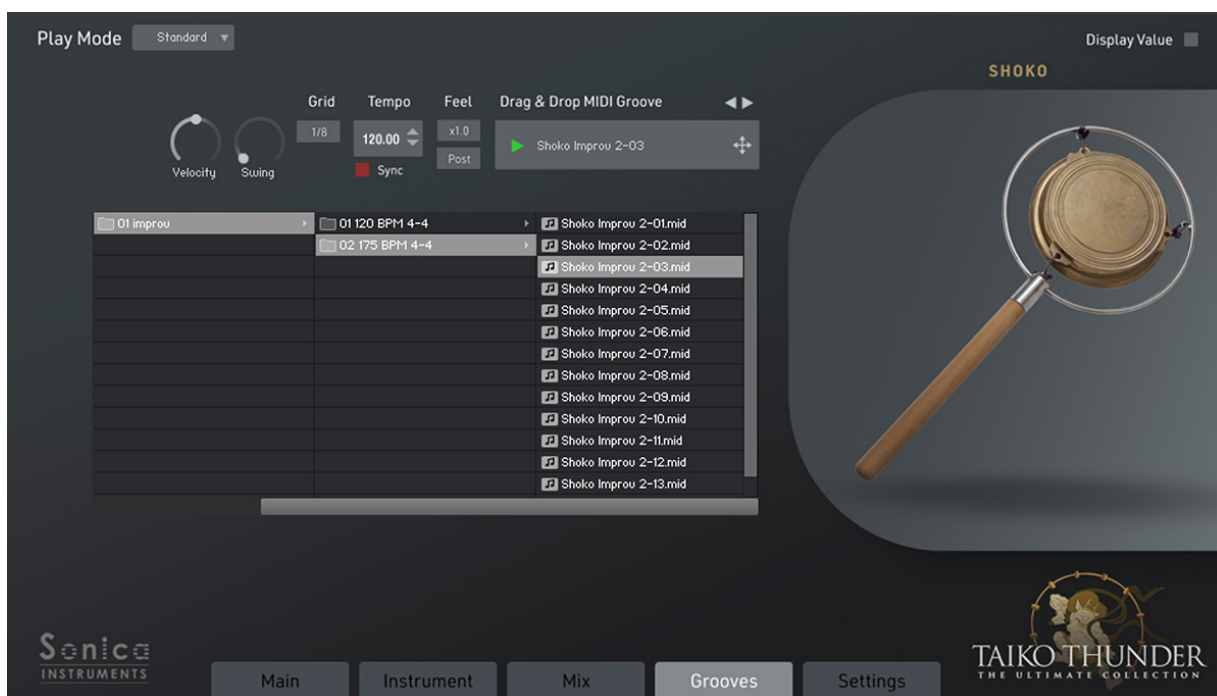 Play Mode Standard
Display Value
SHOKO
Grid Tempo Feel Drag & Drop MIDI Groove
1/8 120.00 x1.0 Shoko Improv 2-03
Post
Velocity Swing Sync
01 improv 01 120 BPM 4-4 Shoko Improv 2-01.mid
02 175 BPM 4-4 Shoko Improv 2-02.mid
Shoko Improv 2-03.mid
Shoko Improv 2-04.mid
Shoko Improv 2-05.mid
Shoko Improv 2-06.mid
Shoko Improv 2-07.mid
Shoko Improv 2-08.mid
Shoko Improv 2-09.mid
Shoko Improv 2-10.mid
Shoko Improv 2-11.mid
Shoko Improv 2-12.mid
Shoko Improv 2-13.mid
Sonica
INSTRUMENTS
Main Instrument Mix Grooves Settings
TAIKO THUNDER
THE ULTIMATE COLLECTION